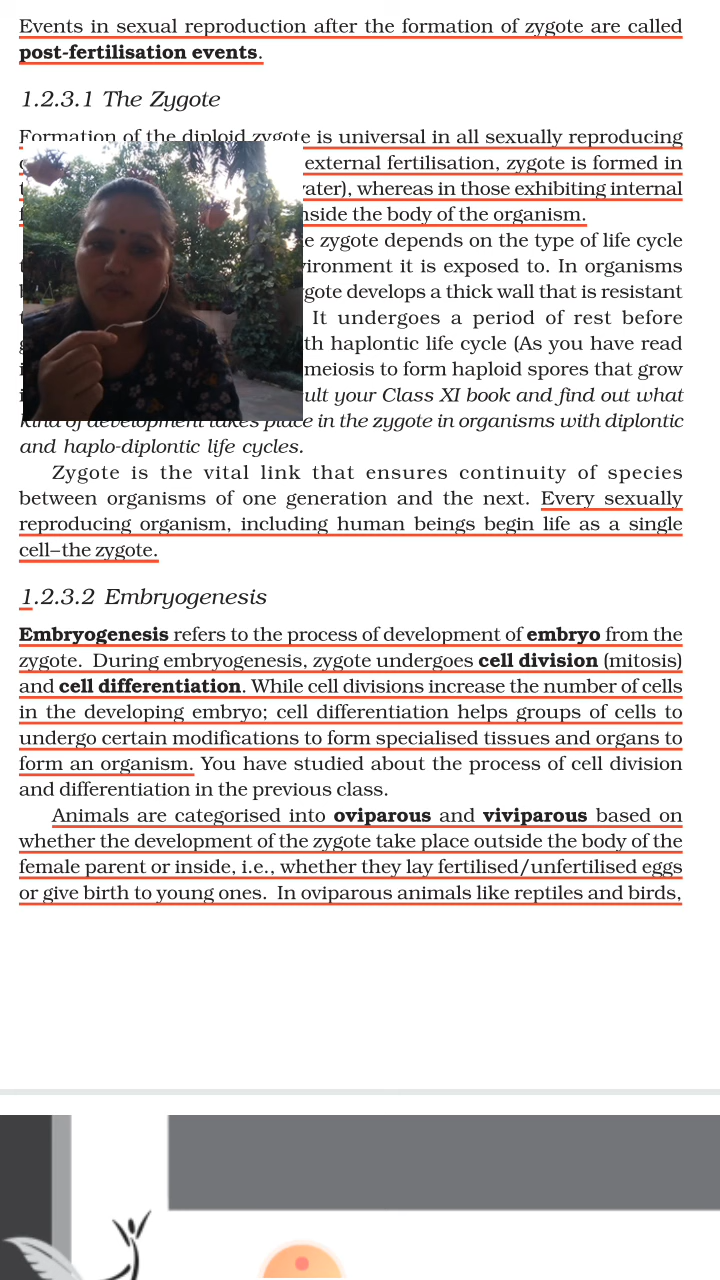 Events in sexual reproduction after the formation of zygote are called
post-fertilisation events.
1.2.3.1 The Zygote
Formation of the diploid zygote is universal in all sexually reproducing
external fertilisation, zygote is formed in
whereas in those exhibiting internal
the body of the organism.
zygote depends on the type of life cycle
it is exposed to. In organisms
develops a thick wall that is resistant
It undergoes a period of rest before
haplontic life cycle (As you have read
meiosis to form haploid spores that grow
your Class XI book and find out what
kind of development takes place in the zygote in organisms with diplontic
and haplo-diplontic life cycles.
Zygote is the vital link that ensures continuity of species
between organisms of one generation and the next. Every sexually
reproducing organism, including human beings begin life as a single
cell–the zygote.
1.2.3.2 Embryogenesis
Embryogenesis refers to the process of development of embryo from the
zygote. During embryogenesis, zygote undergoes cell division (mitosis)
and cell differentiation. While cell divisions increase the number of cells
in the developing embryo; cell differentiation helps groups of cells to
undergo certain modifications to form specialised tissues and organs to
form an organism. You have studied about the process of cell division
and differentiation in the previous class.
Animals are categorised into oviparous and viviparous based on
whether the development of the zygote take place outside the body of the
female parent or inside, i.e., whether they lay fertilised/unfertilised eggs
or give birth to young ones. In oviparous animals like reptiles and birds,